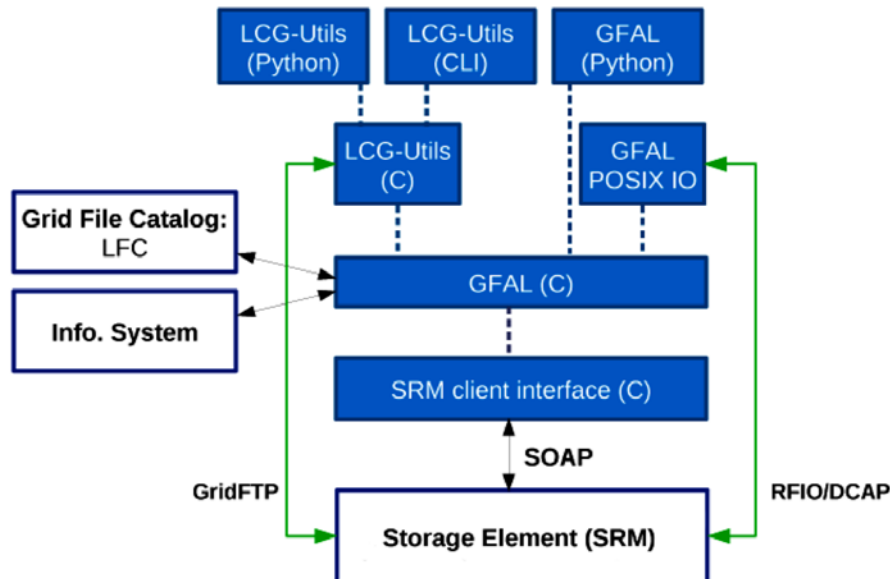 LCG-Utils
(Python)
LCG-Utils
(CLI)
GFAL
(Python)
LCG-Utils
(C)
GFAL
POSIX IO
Grid File Catalog:
LFC
GFAL (C)
Info. System
SRM client interface (C)
SOAP
GridFTP
RFIO/DCAP
Storage Element (SRM)